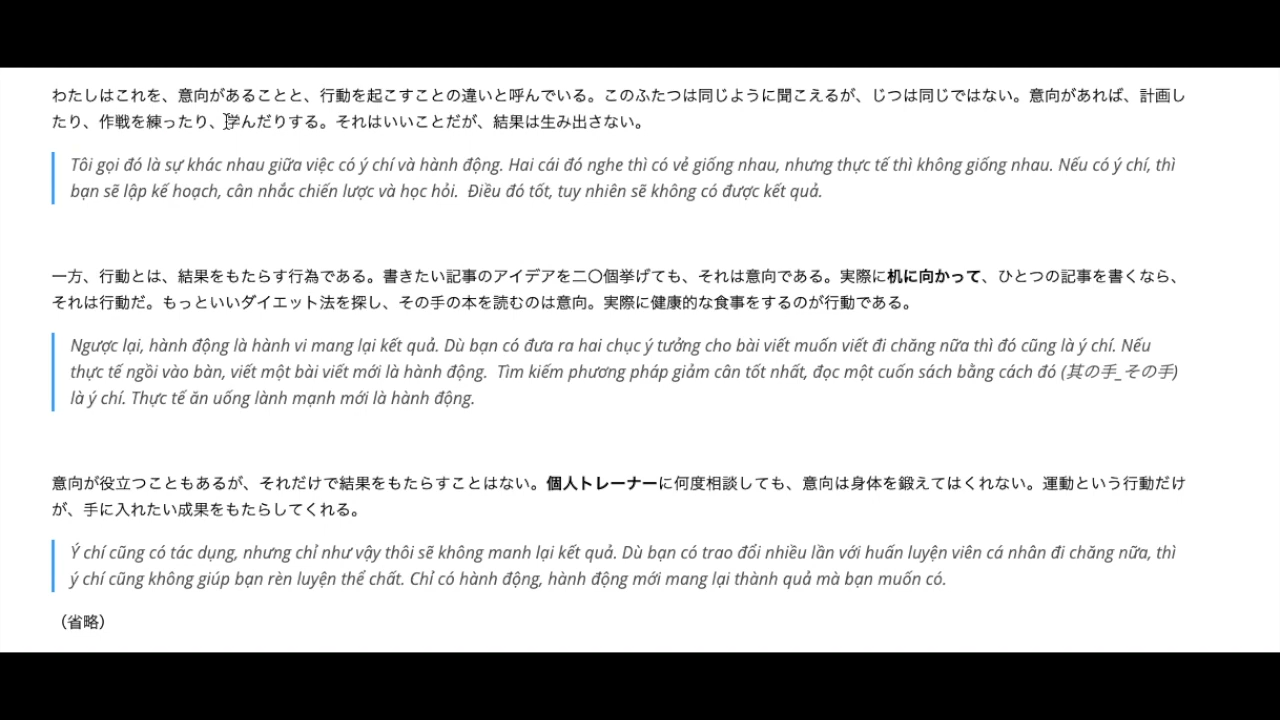 わたしはこれを、意向があることと、行動を起こすことの違いと呼んでいる。このふたつは同じように聞こえるが、じつは同じではない。意向があれば、計画し
たり、作戦を練ったり、学んだりする。それはいいことだが、結果は生み出さない。
Tôi gọi đó là sự khác nhau giữa việc có ý chí và hành động. Hai cái đó nghe thì có vẻ giống nhau, nhưng thực tế thì không giống nhau. Nếu có ý chí, thì
bạn sẽ lập kế hoạch, cân nhắc chiến lược và học hỏi. Điều đó tốt, tuy nhiên sẽ không có được kết quả.
一方、行動とは、結果をもたらす行為である。書きたい記事のアイデアを二〇個挙げても、それは意向である。実際に机に向かって、ひとつの記事を書くなら、
それは行動だ。もっといいダイエット法を探し、その手の本を読むのは意向。実際に健康的な食事をするのが行動である。
Ngược lại, hành động là hành vi mang lại kết quả. Dù bạn có đưa ra hai chục ý tưởng cho bài viết muốn viết đi chăng nữa thì đó cũng là ý chí. Nếu
thực tế ngồi vào bàn, viết một bài viết mới là hành động. Tìm kiếm phương pháp giảm cân tốt nhất, đọc một cuốn sách bằng cách đó (其の手_その手)
là ý chí. Thực tế ăn uống lành mạnh mới là hành động.
意向が役立つこともあるが、それだけで結果をもたらすことはない。個人トレーナーに何度相談しても、意向は身体を鍛えてはくれない。運動という行動だけ
が、手に入れたい成果をもたらしてくれる。
Ý chí cũng có tác dụng, nhưng chỉ như vậy thôi sẽ không manh lại kết quả. Dù bạn có trao đổi nhiều lần với huấn luyện viên cá nhân đi chăng nữa, thì
ý chí cũng không giúp bạn rèn luyện thể chất. Chỉ có hành động, hành động mới mang lại thành quả mà bạn muốn có.
（省略）